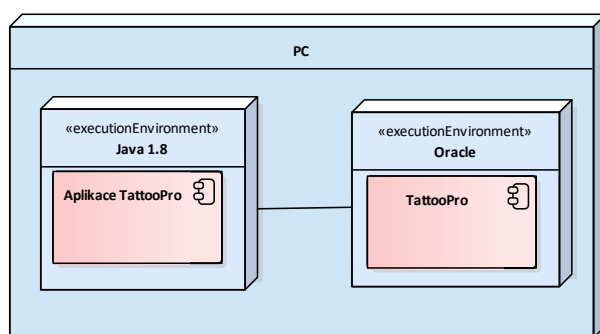 PC
«executionEnvironment»
Java 1.8
Aplikace TattooPro
«executionEnvironment»
Oracle
TattooPro